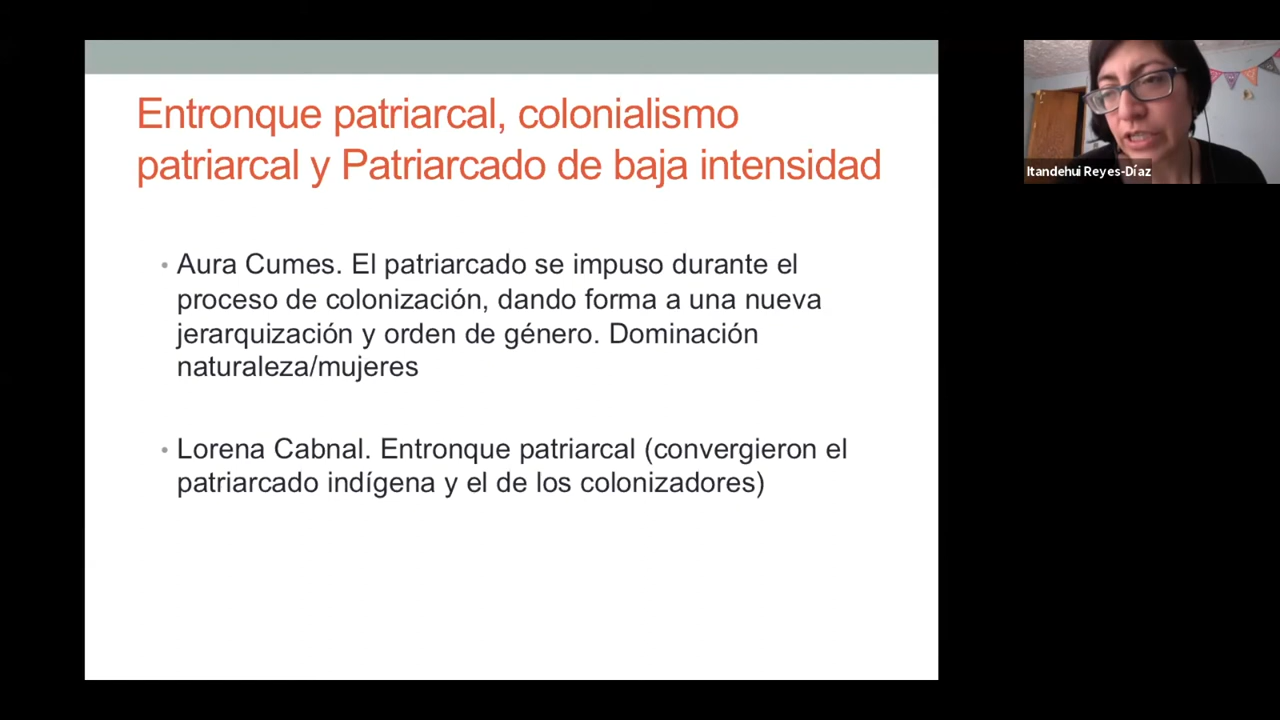 Entronque patriarcal, colonialismo
patriarcal y Patriarcado de baja intensidad
• Aura Cumes. El patriarcado se impuso durante el
proceso de colonización, dando forma a una nueva
jerarquización y orden de género. Dominación
naturaleza/mujeres
• Lorena Cabnal. Entronque patriarcal (convergieron el
patriarcado indígena y el de los colonizadores)
Itandehui Reyes-Díaz